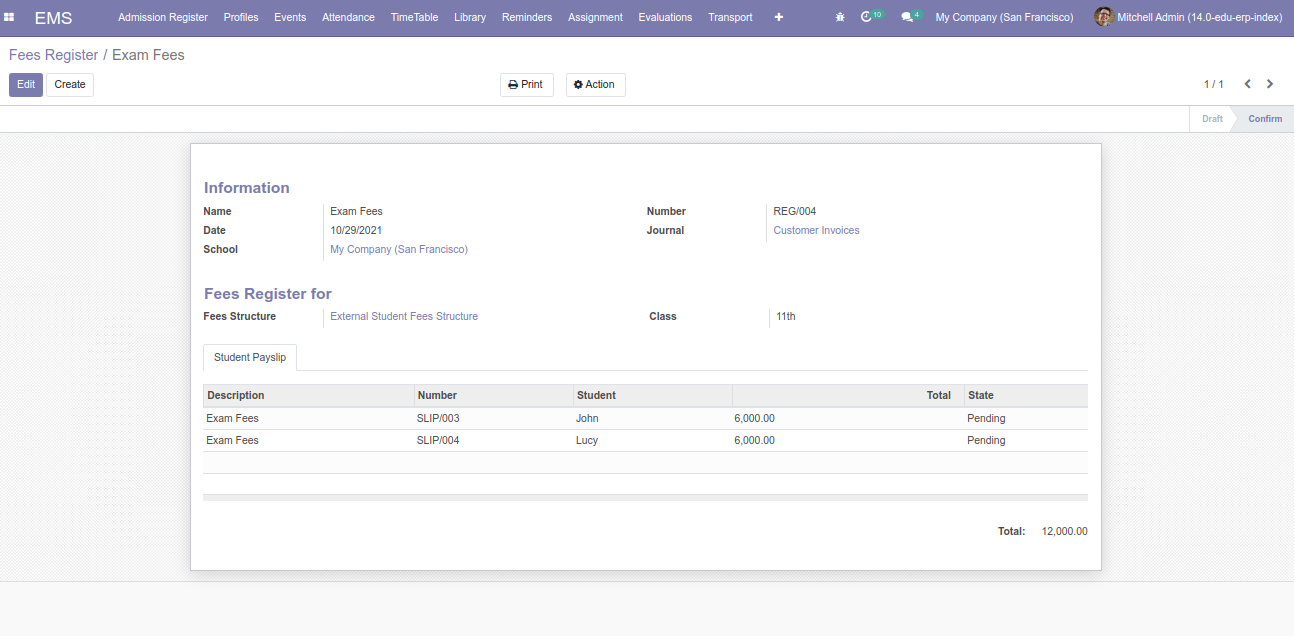 EMS Admission Register Profiles Events Attendance TimeTable Library Reminders Assignment Evaluations Transport 10 4 My Company (San Francisco) Mitchell Admin (14.0-edu-erp-index)
Fees Register / Exam Fees
Edit Create Print Action 1 / 1
Draft Confirm
Information
Name Exam Fees Number REG/004
Date 10/29/2021 Journal Customer Invoices
School My Company (San Francisco)
Fees Register for
Fees Structure External Student Fees Structure Class 11th
Student Payslip
Description Number Student Total State
Exam Fees SLIP/003 John 6,000.00 Pending
Exam Fees SLIP/004 Lucy 6,000.00 Pending
Total: 12,000.00